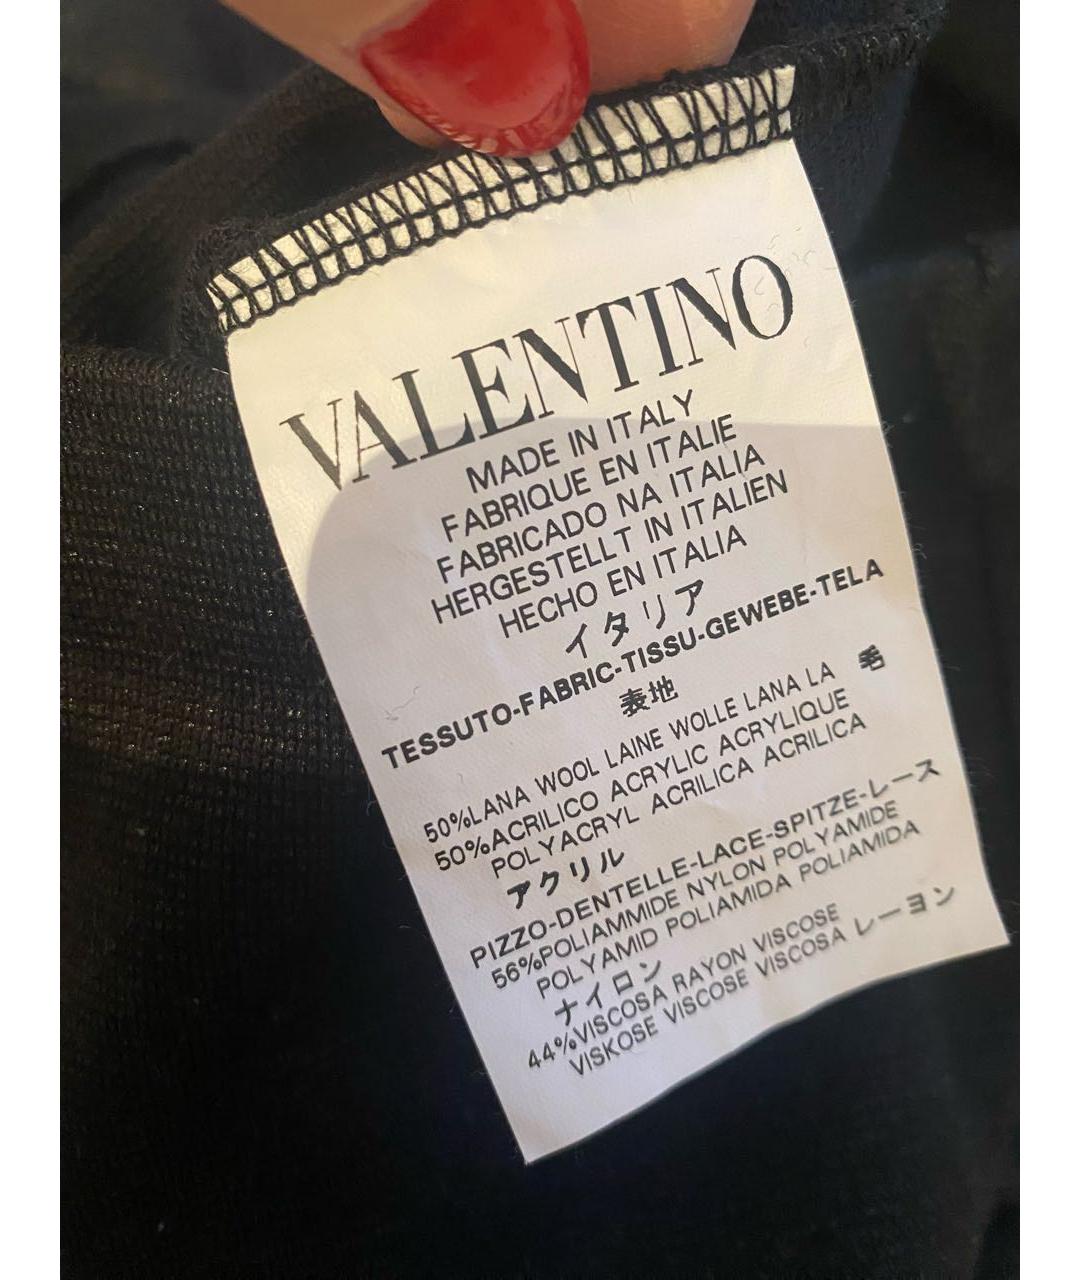 VALENTINO
MADE IN ITALY
FABRIQUE EN ITALIE
FABRICADO NA ITALIA
HERGESTELLT IN ITALIEN
HECHO EN ITALIA
イタリア
TESSUTO-FABRIC-TISSU-GEWEBE-TELA
表地
50%LANA WOOL LAINE WOLLE LANA LA 毛
50%ACRILICO ACRYLIC ACRYLIQUE
POLYACRYL ACRILICA ACRILICA
アクリル
PIZZO-DENTELLE-LACE-SPITZE-レース
56%POLIAMMIDE NYLON POLYAMIDE
POLYAMID POLIAMIDA POLIAMIDA
ナイロン
44%VISCOSA RAYON VISCOSE
VISKOSE VISCOSE VISCOSA レーヨン